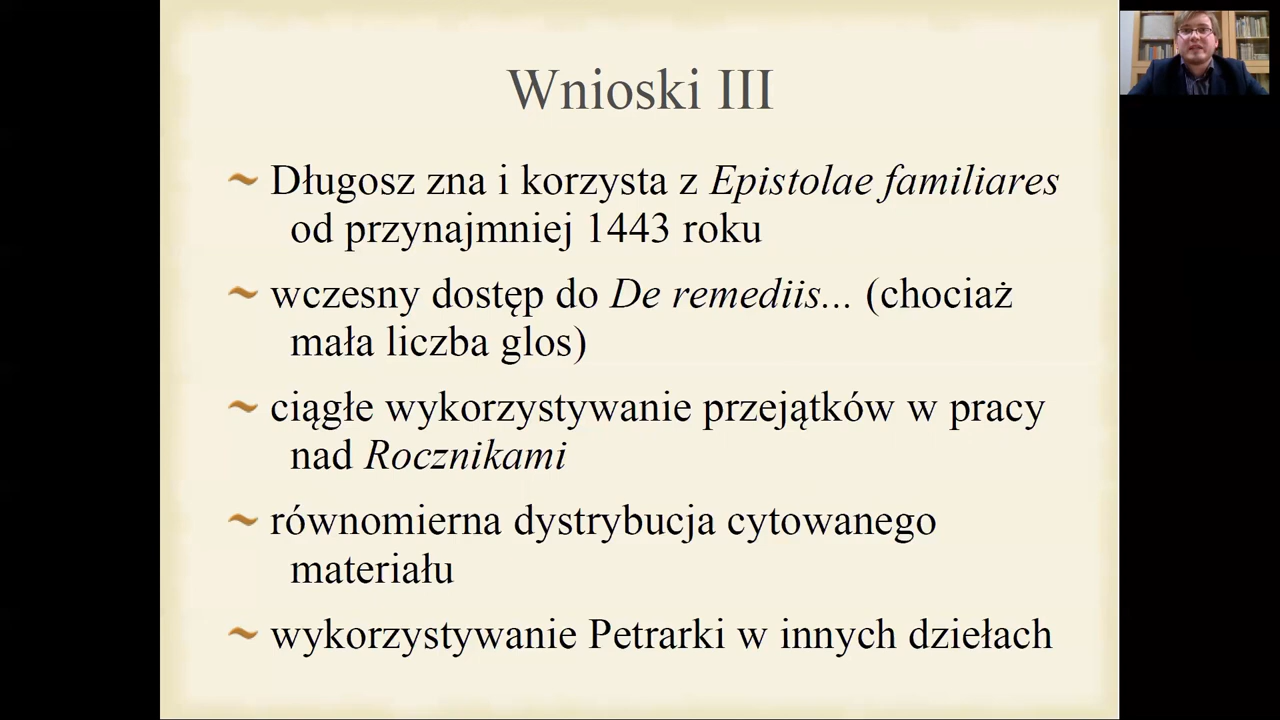 Wnioski III
~ Długosz zna i korzysta z Epistolae familiares
od przynajmniej 1443 roku
~ wczesny dostęp do De remediis... (chociaż
mała liczba glos)
~ ciągłe wykorzystywanie przejątków w pracy
nad Rocznikami
~ równomierna dystrybucja cytowanego
materiału
~ wykorzystywanie Petrarki w innych dziełach